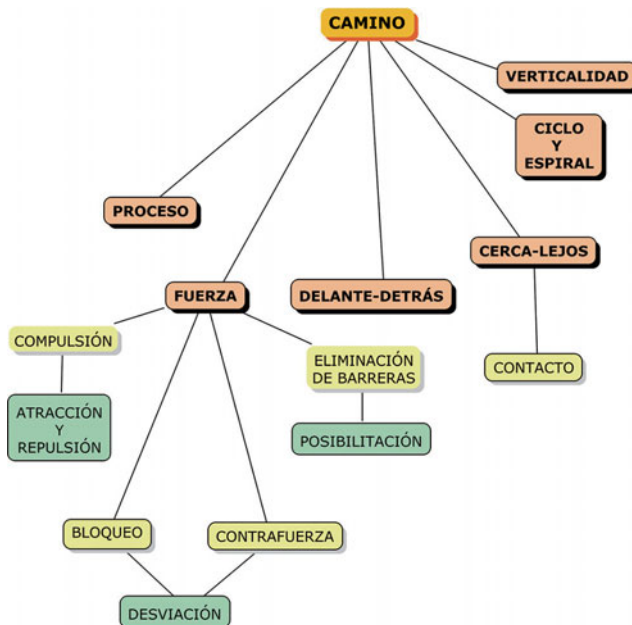 CAMINO
VERTICALIDAD
CICLO
Y
ESPIRAL
PROCESO
CERCA-LEJOS
FUERZA
DELANTE-DETRÁS
COMPULSIÓN
ELIMINACIÓN
DE BARRERAS
CONTACTO
ATRACCIÓN
Y
REPULSIÓN
POSIBILITACIÓN
BLOQUEO
CONTRAFUERZA
DESVIACIÓN